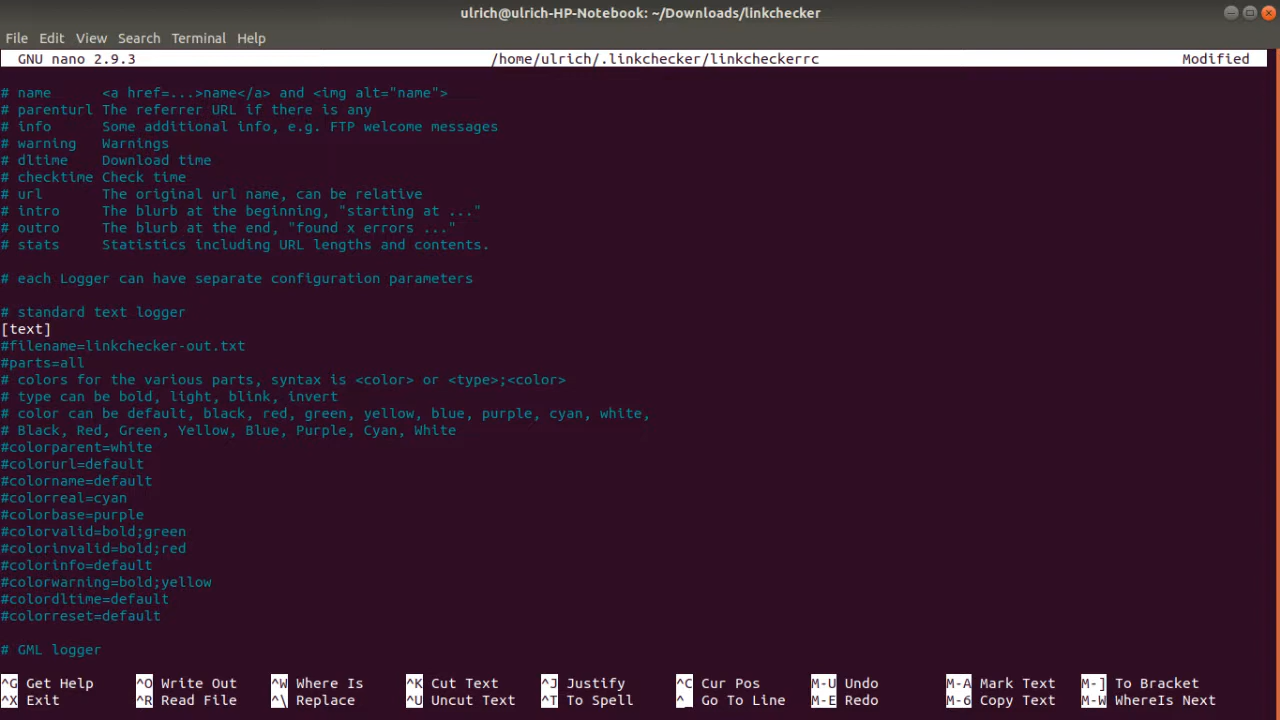 ulrich@ulrich-HP-Notebook: ~/Downloads/linkchecker
File Edit View Search Terminal Help
GNU nano 2.9.3 /home/ulrich/.linkchecker/linkcheckerrc Modified
# name <a href=...>name</a> and <img alt="name">
# parenturl The referrer URL if there is any
# info Some additional info, e.g. FTP welcome messages
# warning Warnings
# dltime Download time
# checktime Check time
# url The original url name, can be relative
# intro The blurb at the beginning, "starting at ..."
# outro The blurb at the end, "found x errors ..."
# stats Statistics including URL lengths and contents.
# each Logger can have separate configuration parameters
# standard text logger
[text]
#filename=linkchecker-out.txt
#parts=all
# colors for the various parts, syntax is <color> or <type>;<color>
# type can be bold, light, blink, invert
# color can be default, black, red, green, yellow, blue, purple, cyan, white,
# Black, Red, Green, Yellow, Blue, Purple, Cyan, White
#colorparent=white
#colorurl=default
#colorname=default
#colorreal=cyan
#colorbase=purple
#colorvalid=bold;green
#colorinvalid=bold;red
#colorinfo=default
#colorwarning=bold;yellow
#colordltime=default
#colorreset=default
# GML logger
^G Get Help ^O Write Out ^W Where Is ^K Cut Text ^J Justify ^C Cur Pos M-U Undo M-A Mark Text M-] To Bracket
^X Exit ^R Read File ^\ Replace ^U Uncut Text ^T To Spell ^_ Go To Line M-E Redo M-6 Copy Text M-W WhereIs Next